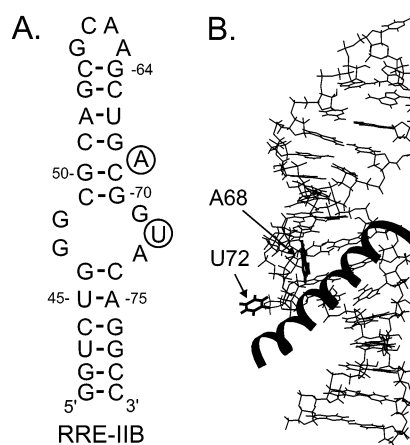 A. B.
C A
G A
C-G -64
G-C
A-U
C-G
A
50- G-C
C-G
-70
G G
U
G A
G-C
45- U-A -75
C-G
U-G
G-C
G-C
5' 3'
RRE-IIB
A68
U72